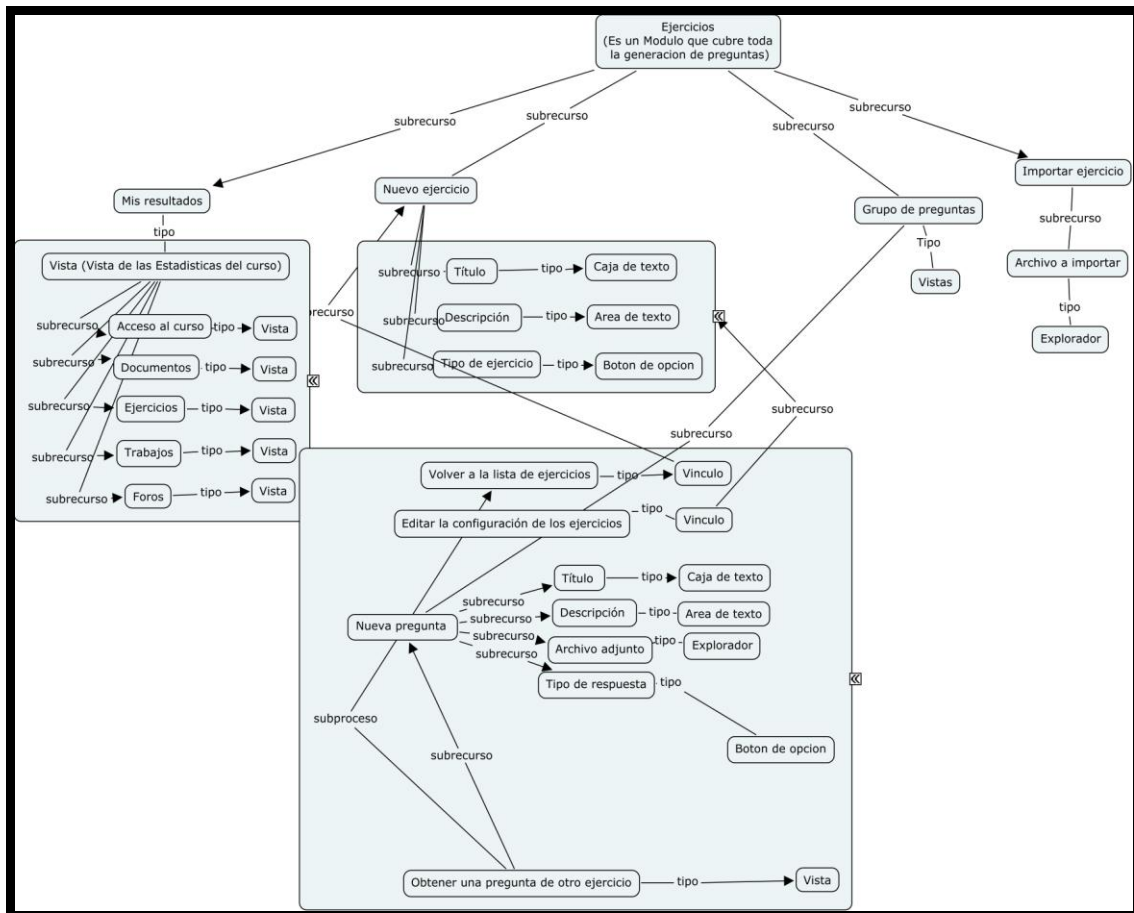 Ejercicios
(Es un Modulo que cubre toda
la generacion de preguntas)
subrecurso
subrecurso
subrecurso
subrecurso
Mis resultados
tipo
Vista (Vista de las Estadisticas del curso)
subrecurso
Acceso al curso
tipo
Vista
subrecurso
Documentos
tipo
Vista
subrecurso
Ejercicios
tipo
Vista
subrecurso
Trabajos
tipo
Vista
subrecurso
Foros
tipo
Vista
Nuevo ejercicio
subrecurso
Título
tipo
Caja de texto
subrecurso
Descripción
tipo
Area de texto
subrecurso
Tipo de ejercicio
tipo
Boton de opcion
Grupo de preguntas
Tipo
Vistas
Importar ejercicio
subrecurso
Archivo a importar
tipo
Explorador
subrecurso
subrecurso
Volver a la lista de ejercicios
tipo
Vinculo
Editar la configuración de los ejercicios
tipo
Vinculo
Nueva pregunta
subrecurso
Título
tipo
Caja de texto
subrecurso
Descripción
tipo
Area de texto
subrecurso
Archivo adjunto
tipo
Explorador
subrecurso
Tipo de respuesta
tipo
Boton de opcion
subproceso
subrecurso
Obtener una pregunta de otro ejercicio
tipo
Vista